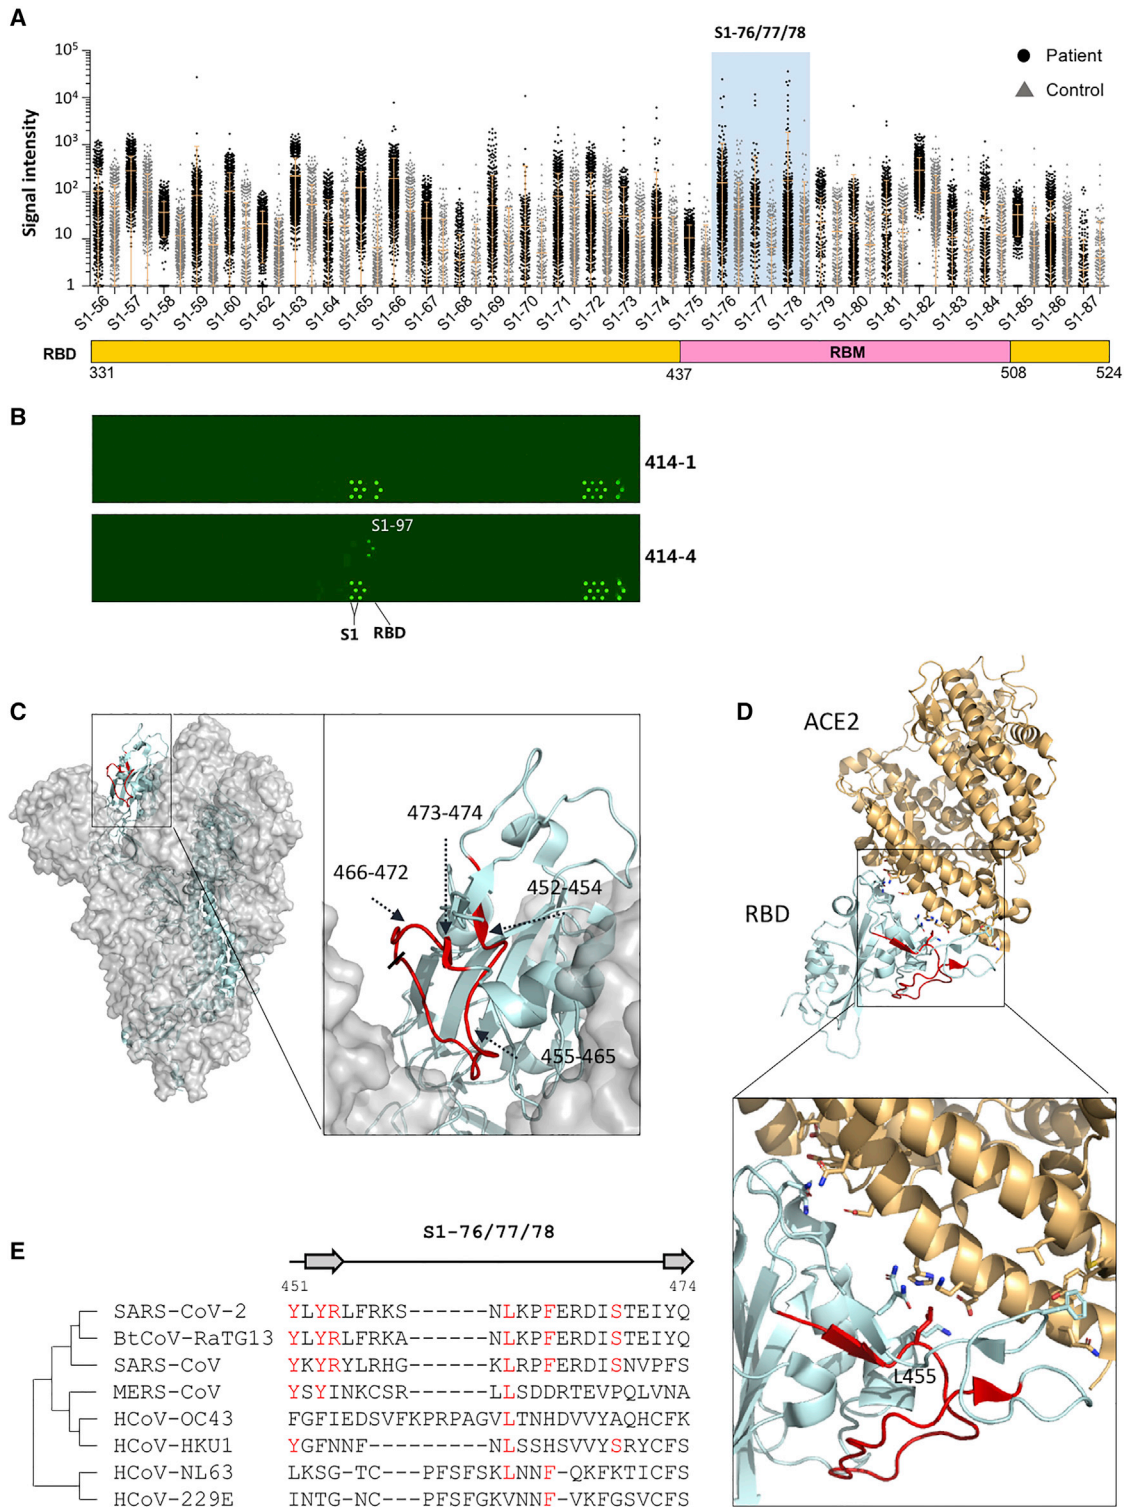 A
S1-76/77/78
Patient
Control
Signal intensity
10^5
10^4
10^3
10^2
10
1
S1-56 S1-57 S1-58 S1-59 S1-60 S1-62 S1-63 S1-64 S1-65 S1-66 S1-67 S1-68 S1-69 S1-70 S1-71 S1-72 S1-73 S1-74 S1-75 S1-76 S1-77 S1-78 S1-79 S1-80 S1-81 S1-82 S1-83 S1-84 S1-85 S1-86 S1-87
RBD
RBM
331 437 508 524
B
414-1
S1-97
414-4
S1 RBD
C
473-474
466-472
452-454
455-465
D
ACE2
RBD
L455
E
S1-76/77/78
451 474
SARS-CoV-2 YLYRLFRKS------NLKPFERDISTEIYQ
BtCoV-RaTG13 YLYRLFRKA------NLKPFERDISTEIYQ
SARS-CoV YKYRYLRHG------KLRPFERDISNVPFS
MERS-CoV YSYINKCSR------LLSDDRTEVPQLVNA
HCoV-OC43 FGFIEDSVFKPRPAGVLTNHDVVYAQHCFK
HCoV-HKU1 YGFNNF---------NLSSHSVVYSRYCFS
HCoV-NL63 LKSG-TC---PFSFSKLNNF-QKFKTICFS
HCoV-229E INTG-NC---PFSFGKVNNF-VKFGSVCFS